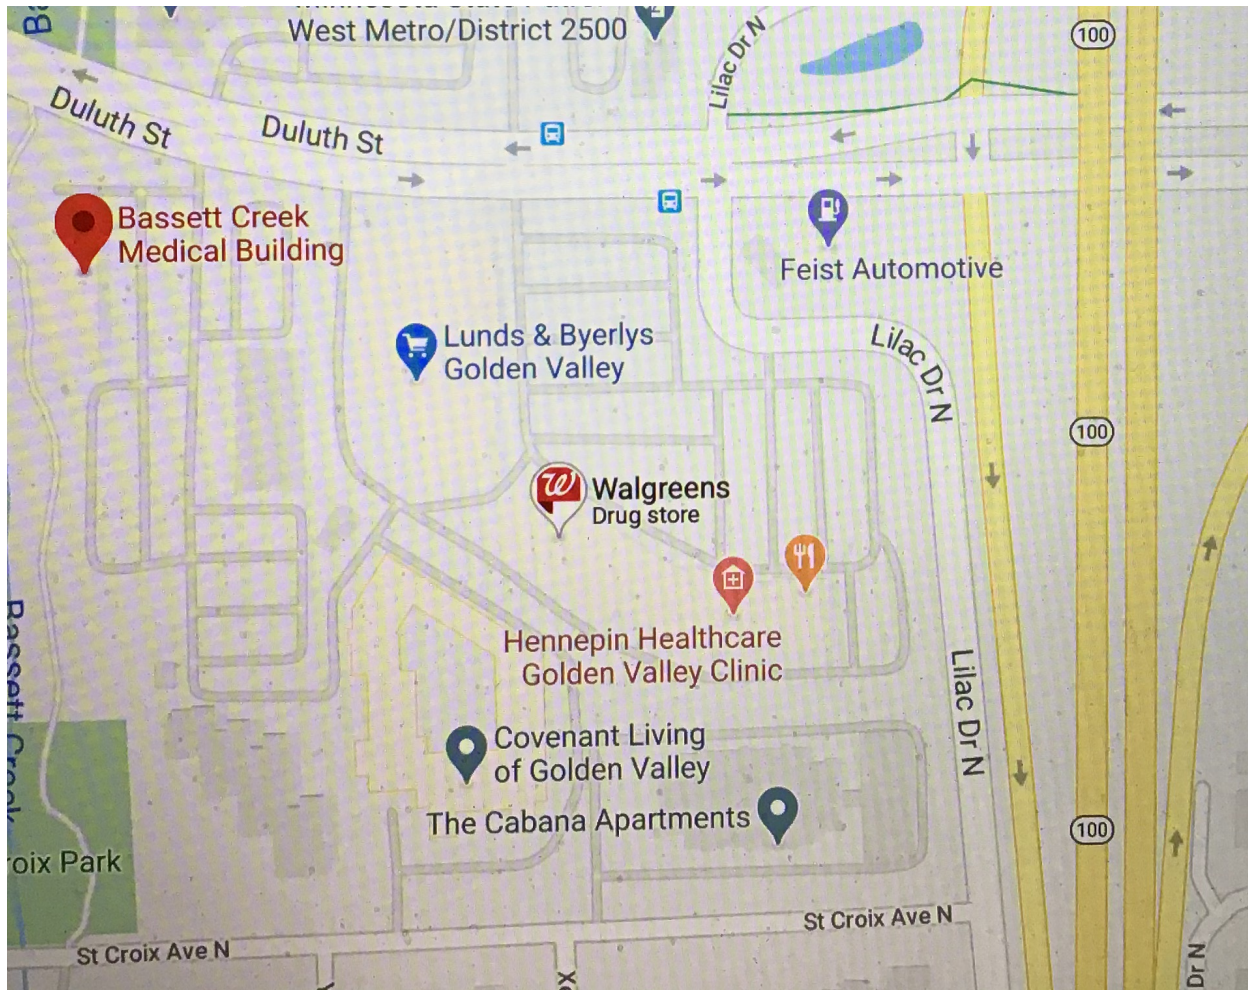 West Metro/District 2500
Lilac Dr N
100
Duluth St
Duluth St
Bassett Creek
Medical Building
Feist Automotive
Lunds & Byerlys
Golden Valley
Lilac Dr N
100
Walgreens
Drug store
Hennepin Healthcare
Golden Valley Clinic
Lilac Dr N
Covenant Living
of Golden Valley
The Cabana Apartments
100
oix Park
St Croix Ave N
St Croix Ave N
Dr N